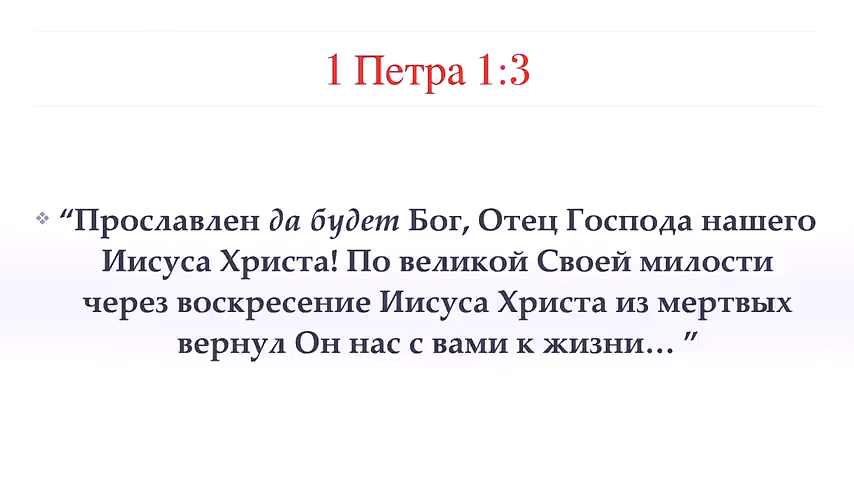 1 Петра 1:3
❖ “Прославлен да будет Бог, Отец Господа нашего
Иисуса Христа! По великой Своей милости
через воскресение Иисуса Христа из мертвых
вернул Он нас с вами к жизни… ”